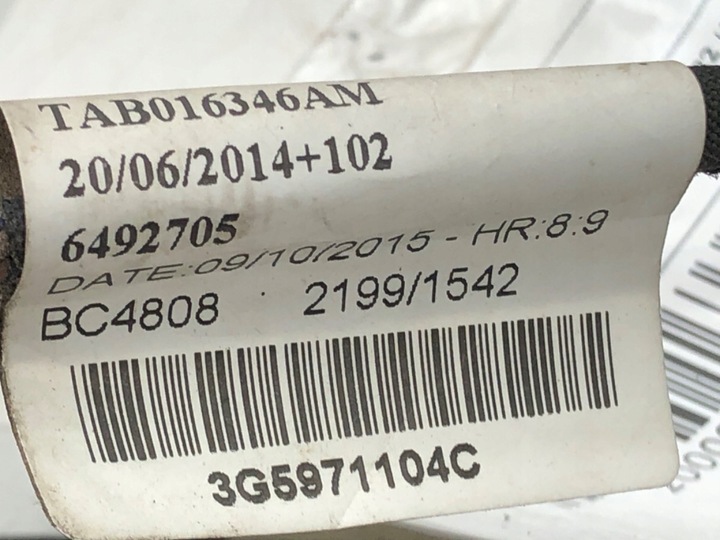 TAB016346AM
20/06/2014+102
6492705
DATE:09/10/2015 - HR:8:9
BC4808 2199/1542
3G5971104C